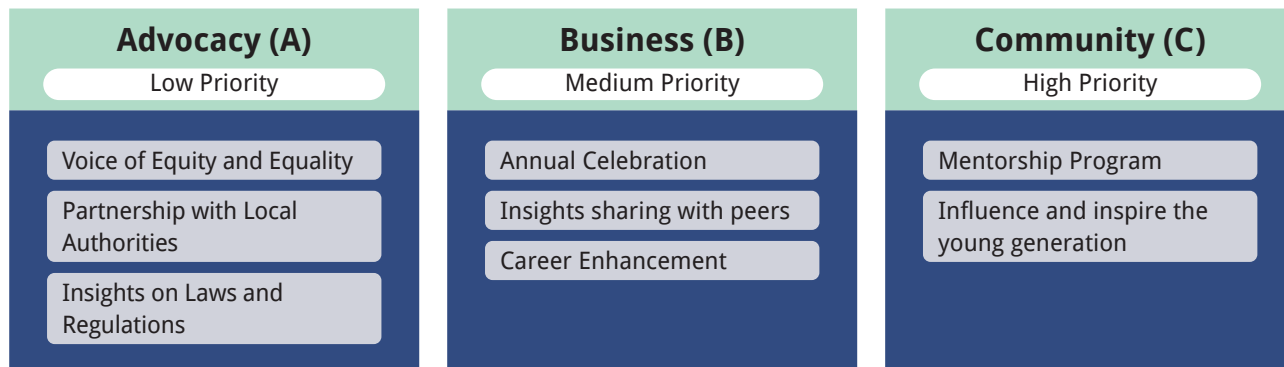 Advocacy (A)
Low Priority
Voice of Equity and Equality
Partnership with Local
Authorities
Insights on Laws and
Regulations
Business (B)
Medium Priority
Annual Celebration
Insights sharing with peers
Career Enhancement
Community (C)
High Priority
Mentorship Program
Influence and inspire the
young generation